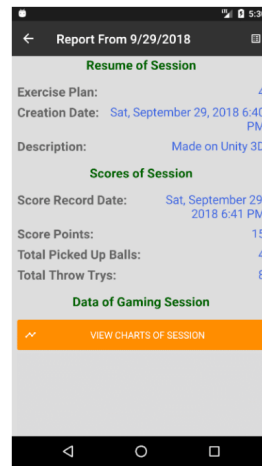 5:3
Report From 9/29/2018
Resume of Session
Exercise Plan: 4
Creation Date: Sat, September 29, 2018 6:40
PM
Description: Made on Unity 3D
Scores of Session
Score Record Date: Sat, September 29
2018 6:41 PM
Score Points: 15
Total Picked Up Balls: 4
Total Throw Trys: 8
Data of Gaming Session
VIEW CHARTS OF SESSION